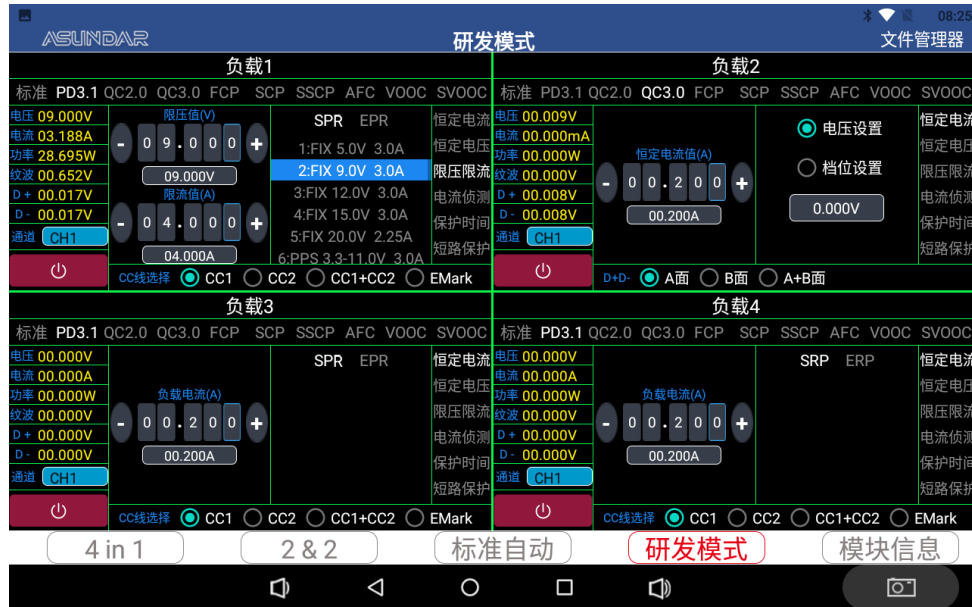 08:25
ASUNDAR 研发模式 文件管理器
负载1
标准 PD3.1 QC2.0 QC3.0 FCP SCP SSCP AFC VOOC SVOOC
电压 09.000V
电流 03.188A
功率 28.695W
纹波 00.652V
D + 00.017V
D - 00.017V
通道 CH1
限压值(V)
- 0 9 . 0 0 0 +
09.000V
限流值(A)
- 0 4 . 0 0 0 +
04.000A
SPR EPR
1:FIX 5.0V 3.0A
2:FIX 9.0V 3.0A
3:FIX 12.0V 3.0A
4:FIX 15.0V 3.0A
5:FIX 20.0V 2.25A
6:PPS 3.3-11.0V 3.0A
恒定电流
恒定电压
限压限流
电流侦测
保护时间
短路保护
CC线选择 CC1 CC2 CC1+CC2 EMark
负载2
标准 PD3.1 QC2.0 QC3.0 FCP SCP SSCP AFC VOOC SVOOC
电压 00.009V
电流 00.000mA
功率 00.000W
纹波 00.000V
D + 00.008V
D - 00.008V
通道 CH1
恒定电流值(A)
- 0 0 . 2 0 0 +
00.200A
电压设置
档位设置
0.000V
恒定电流
恒定电压
限压限流
电流侦测
保护时间
短路保护
D+D- A面 B面 A+B面
负载3
标准 PD3.1 QC2.0 QC3.0 FCP SCP SSCP AFC VOOC SVOOC
电压 00.000V
电流 00.000A
功率 00.000W
纹波 00.000V
D + 00.000V
D - 00.000V
通道 CH1
负载电流(A)
- 0 0 . 2 0 0 +
00.200A
SPR EPR
恒定电流
恒定电压
限压限流
电流侦测
保护时间
短路保护
CC线选择 CC1 CC2 CC1+CC2 EMark
负载4
标准 PD3.1 QC2.0 QC3.0 FCP SCP SSCP AFC VOOC SVOOC
电压 00.000V
电流 00.000A
功率 00.000W
纹波 00.000V
D + 00.000V
D - 00.000V
通道 CH1
负载电流(A)
- 0 0 . 2 0 0 +
00.200A
SRP ERP
恒定电流
恒定电压
限压限流
电流侦测
保护时间
短路保护
CC线选择 CC1 CC2 CC1+CC2 EMark
4 in 1 2 & 2 标准自动 研发模式 模块信息